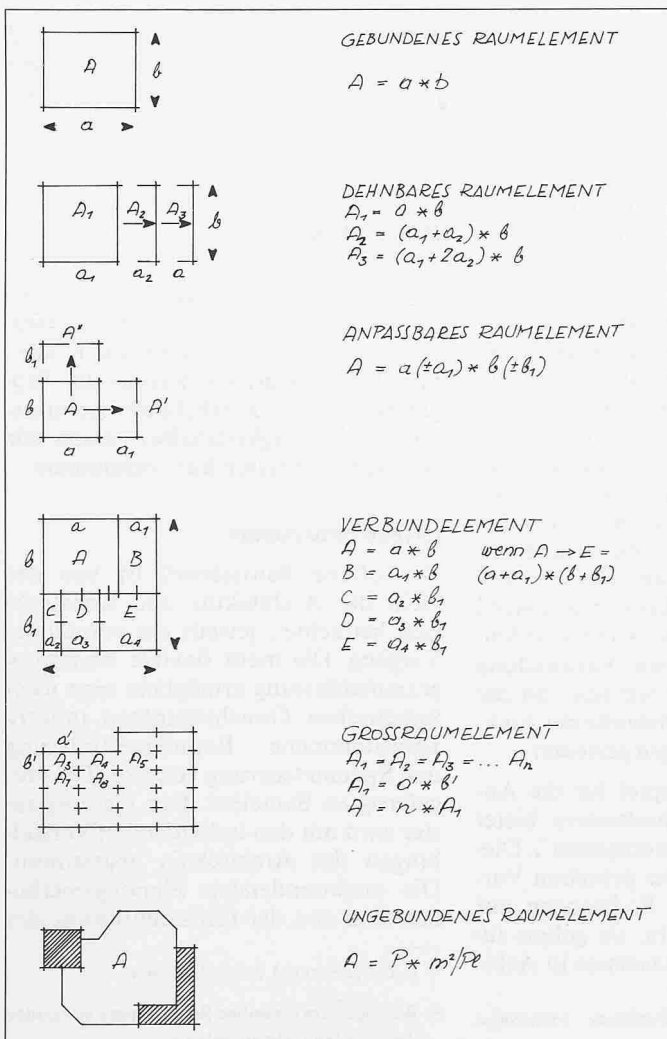 GEBUNDENES RAUMELEMENT
A = a * b
A
b
a
DEHNBARES RAUMELEMENT
A₁ = a * b
A₂ = (a₁+a₂) * b
A₃ = (a₁+2a₂) * b
A₁ A₂ A₃ b
a₁ a₂ a
ANPASSBARES RAUMELEMENT
A = a(±a₁) * b(±b₁)
A"
b₁
b A A'
a a₁
VERBUNDELEMENT
A = a * b wenn A → E =
B = a₁ * b (a+a₁) * (b+b₁)
C = a₂ * b₁
D = a₃ * b₁
E = a₄ * b₁
a a₁
b A B
C D E
b₁ a₂ a₃ a₄
GROSSRAUMELEMENT
A₁ = A₂ = A₃ = ... Aₙ
A₁ = a' * b'
A = n * A₁
a'
b' A₃ A₄ A₅
A₇ A₈
UNGEBUNDENES RAUMELEMENT
A = P * m²/Pl
A